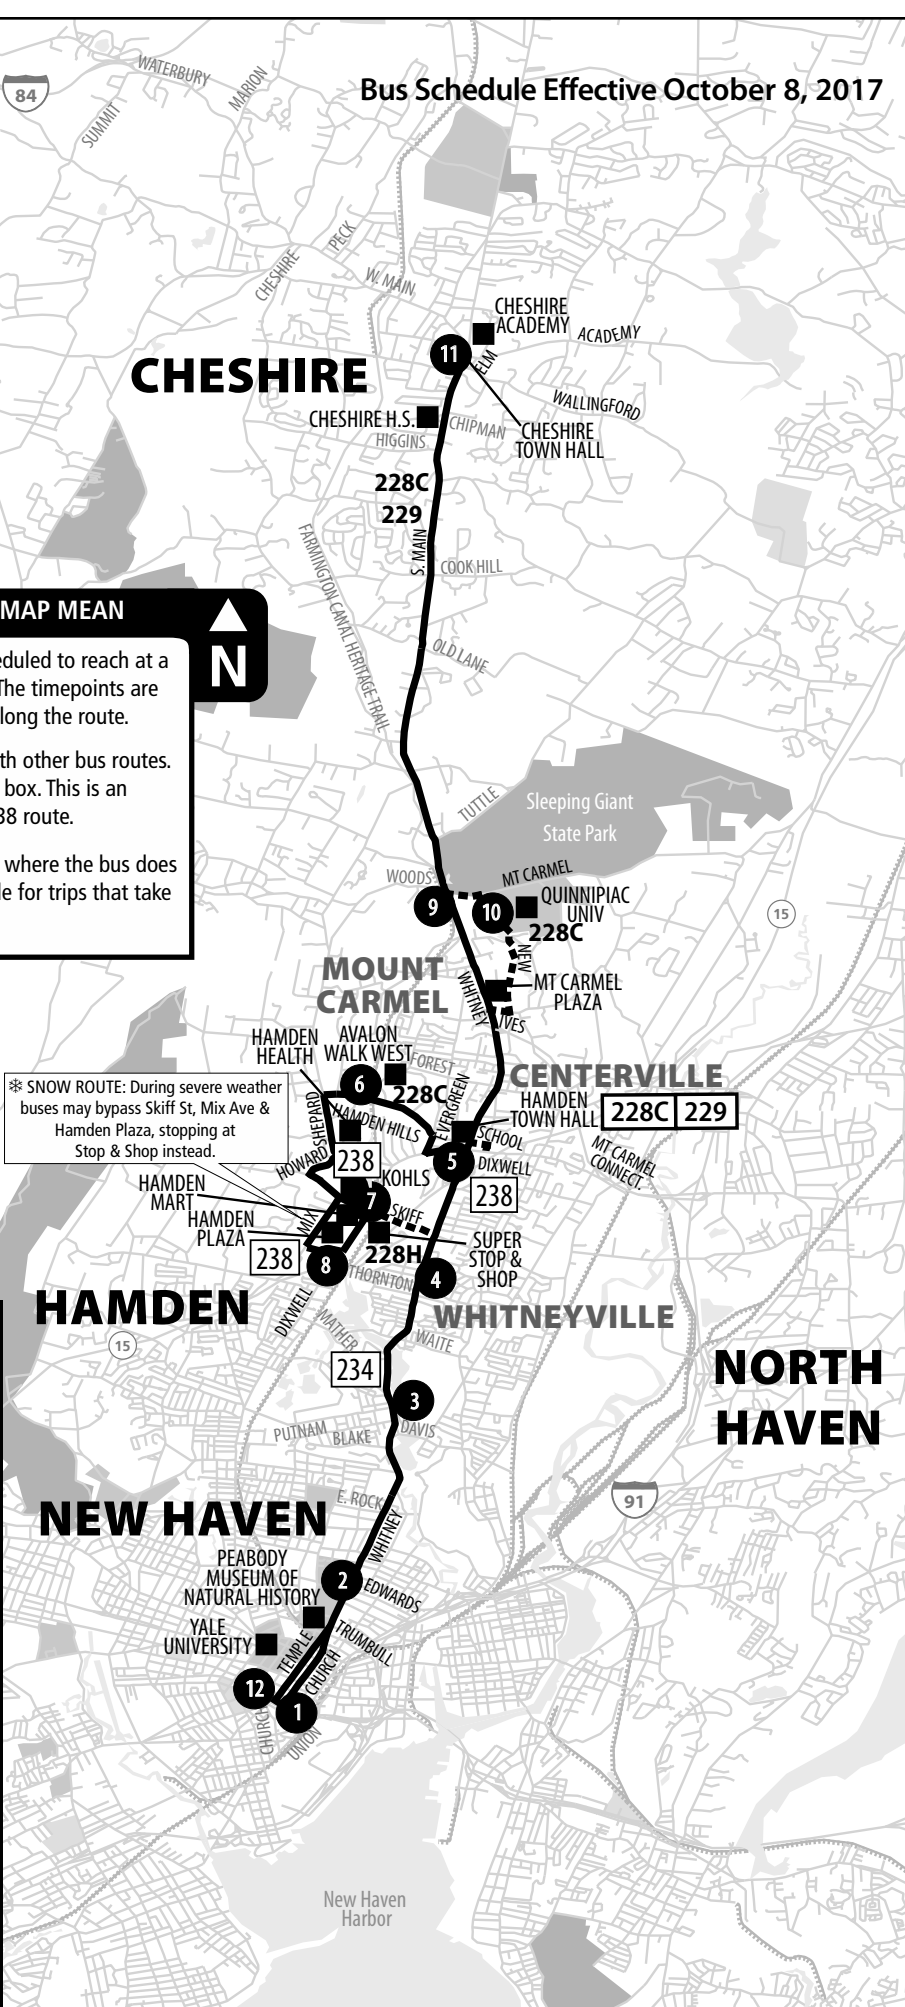 Bus Schedule Effective October 8, 2017
84
WATERBURY
MARION
SUMMIT
PECK
CHESHIRE
W. MAIN
CHESHIRE
ACADEMY
ACADEMY
11
ELM
CHESHIRE
WALLINGFORD
CHESHIRE H.S.
CHIPMAN
HIGGINS
CHESHIRE
TOWN HALL
228C
229
S. MAIN
FARMINGTON CANAL HERITAGE TRAIL
COOK HILL
MAP MEAN
N
OLD LANE
eduled to reach at a
The timepoints are
long the route.
th other bus routes.
box. This is an
38 route.
where the bus does
le for trips that take
TUTTLE
Sleeping Giant
State Park
WOODS
MT CARMEL
9
10
QUINNIPIAC
UNIV
228C
15
NEW
MOUNT
CARMEL
WHITNEY
MT CARMEL
PLAZA
IVES
HAMDEN
HEALTH
AVALON
WALK WEST
FOREST
6
228C
CENTERVILLE
❄ SNOW ROUTE: During severe weather
buses may bypass Skiff St, Mix Ave &
Hamden Plaza, stopping at
Stop & Shop instead.
SHEPARD
HAMDEN HILLS
EVERGREEN
HAMDEN
TOWN HALL
228C
229
SCHOOL
MT CARMEL
CONNECT.
HOWARD
238
5
DIXWELL
KOHLS
238
HAMDEN
MART
7
SKIFF
MIX
HAMDEN
PLAZA
238
8
228H
SUPER
STOP &
SHOP
THORNTON
4
HAMDEN
DIXWELL
WHITNEYVILLE
MATHER
WAITE
15
234
NORTH
HAVEN
3
PUTNAM
BLAKE
DAVIS
E. ROCK
91
NEW HAVEN
WHITNEY
PEABODY
MUSEUM OF
NATURAL HISTORY
2
EDWARDS
YALE
UNIVERSITY
TEMPLE
TRUMBULL
CHURCH
12
1
CHURCH
UNION
New Haven
Harbor